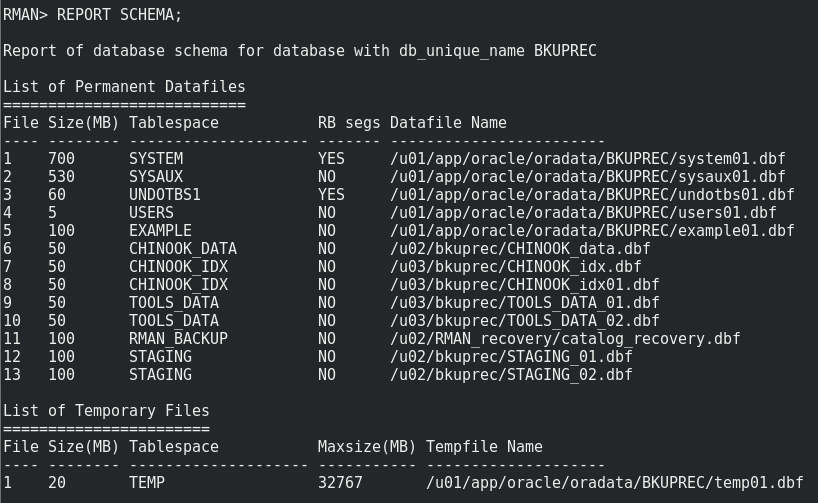 RMAN> REPORT SCHEMA;
Report of database schema for database with db_unique_name BKUPREC
List of Permanent Datafiles
===========================
File Size(MB) Tablespace           RB segs Datafile Name
---- -------- -------------------- ------- ------------------------
1    700      SYSTEM               YES     /u01/app/oracle/oradata/BKUPREC/system01.dbf
2    530      SYSAUX               NO      /u01/app/oracle/oradata/BKUPREC/sysaux01.dbf
3    60       UNDOTBS1             YES     /u01/app/oracle/oradata/BKUPREC/undotbs01.dbf
4    5        USERS                NO      /u01/app/oracle/oradata/BKUPREC/users01.dbf
5    100      EXAMPLE              NO      /u01/app/oracle/oradata/BKUPREC/example01.dbf
6    50       CHINOOK_DATA         NO      /u02/bkuprec/CHINOOK_data.dbf
7    50       CHINOOK_IDX          NO      /u03/bkuprec/CHINOOK_idx.dbf
8    50       CHINOOK_IDX          NO      /u03/bkuprec/CHINOOK_idx01.dbf
9    50       TOOLS_DATA           NO      /u03/bkuprec/TOOLS_DATA_01.dbf
10   50       TOOLS_DATA           NO      /u03/bkuprec/TOOLS_DATA_02.dbf
11   100      RMAN_BACKUP          NO      /u02/RMAN_recovery/catalog_recovery.dbf
12   100      STAGING              NO      /u02/bkuprec/STAGING_01.dbf
13   100      STAGING              NO      /u02/bkuprec/STAGING_02.dbf
List of Temporary Files
=======================
File Size(MB) Tablespace           Maxsize(MB) Tempfile Name
---- -------- -------------------- ----------- --------------------
1    20       TEMP                 32767       /u01/app/oracle/oradata/BKUPREC/temp01.dbf